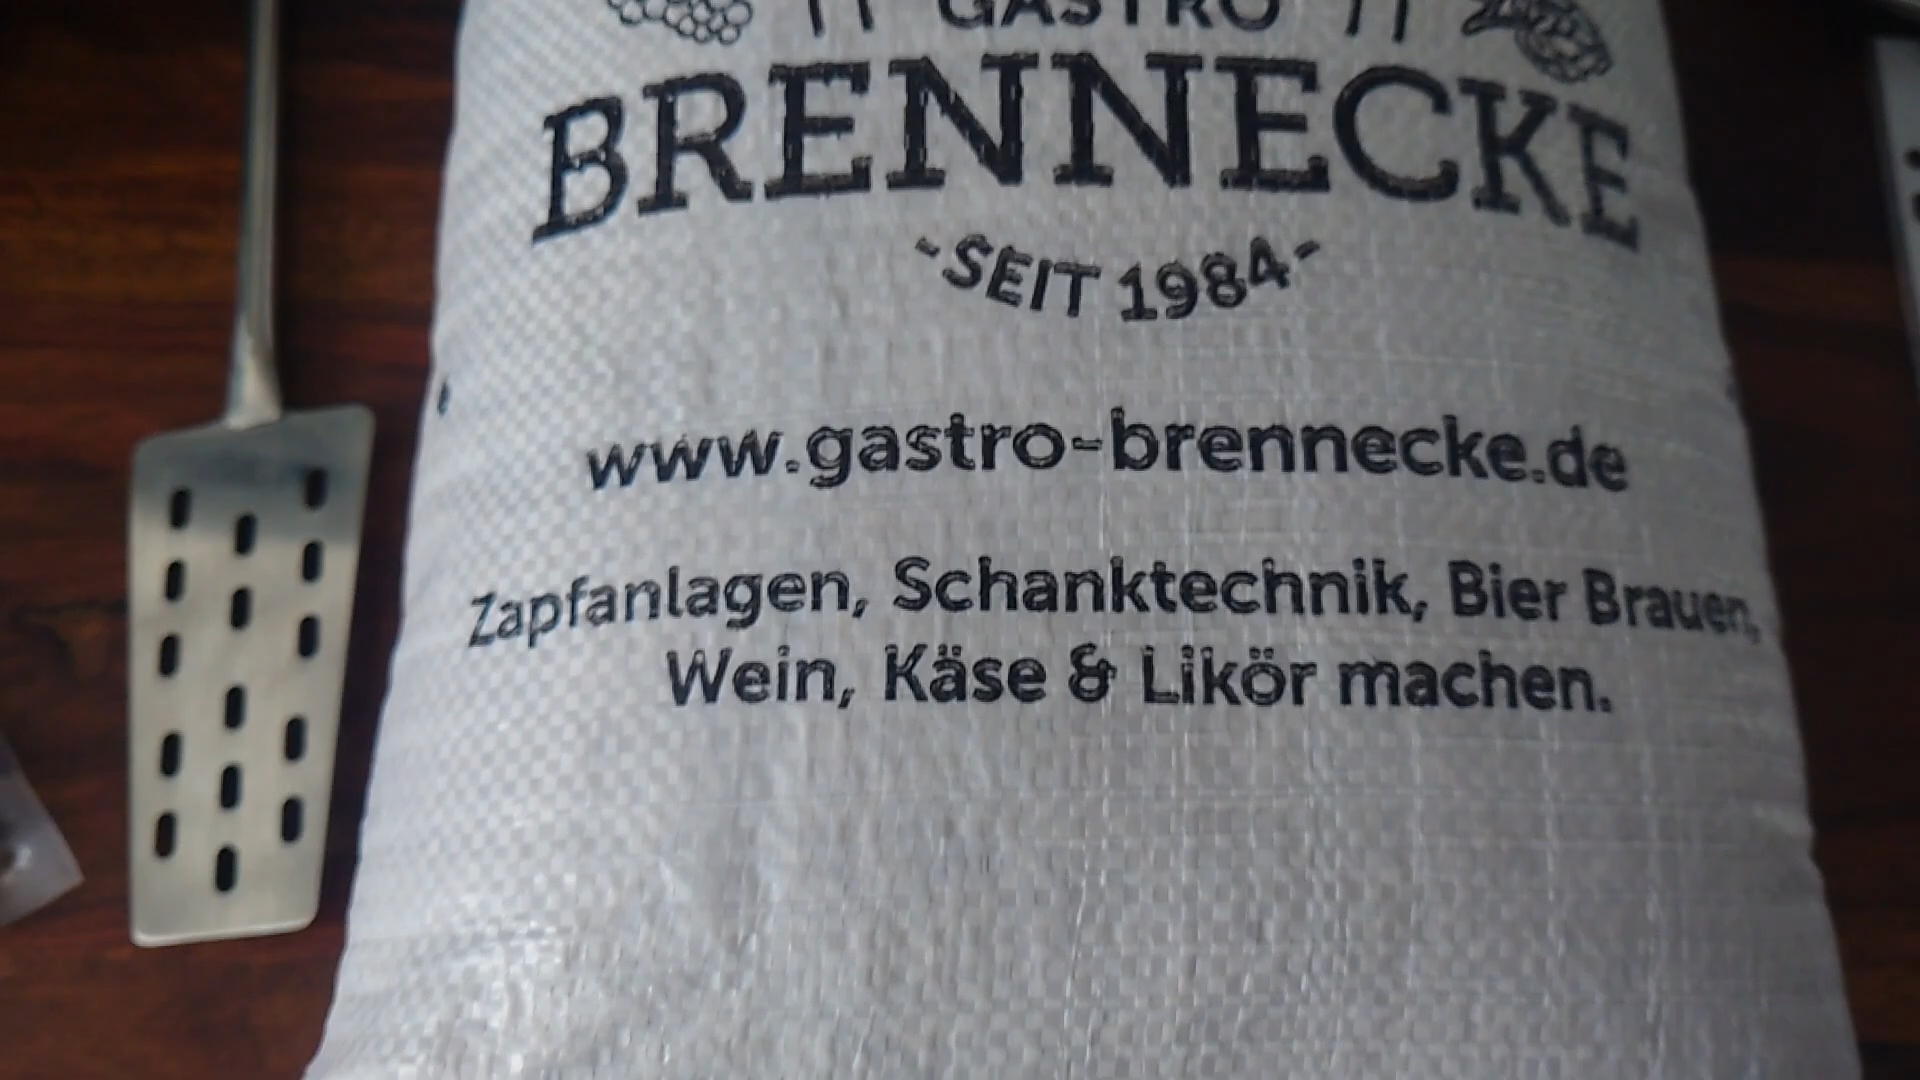 GASTRO
BRENNECKE
-SEIT 1984-
www.gastro-brennecke.de
Zapfanlagen, Schanktechnik, Bier Brauen,
Wein, Käse & Likör machen.